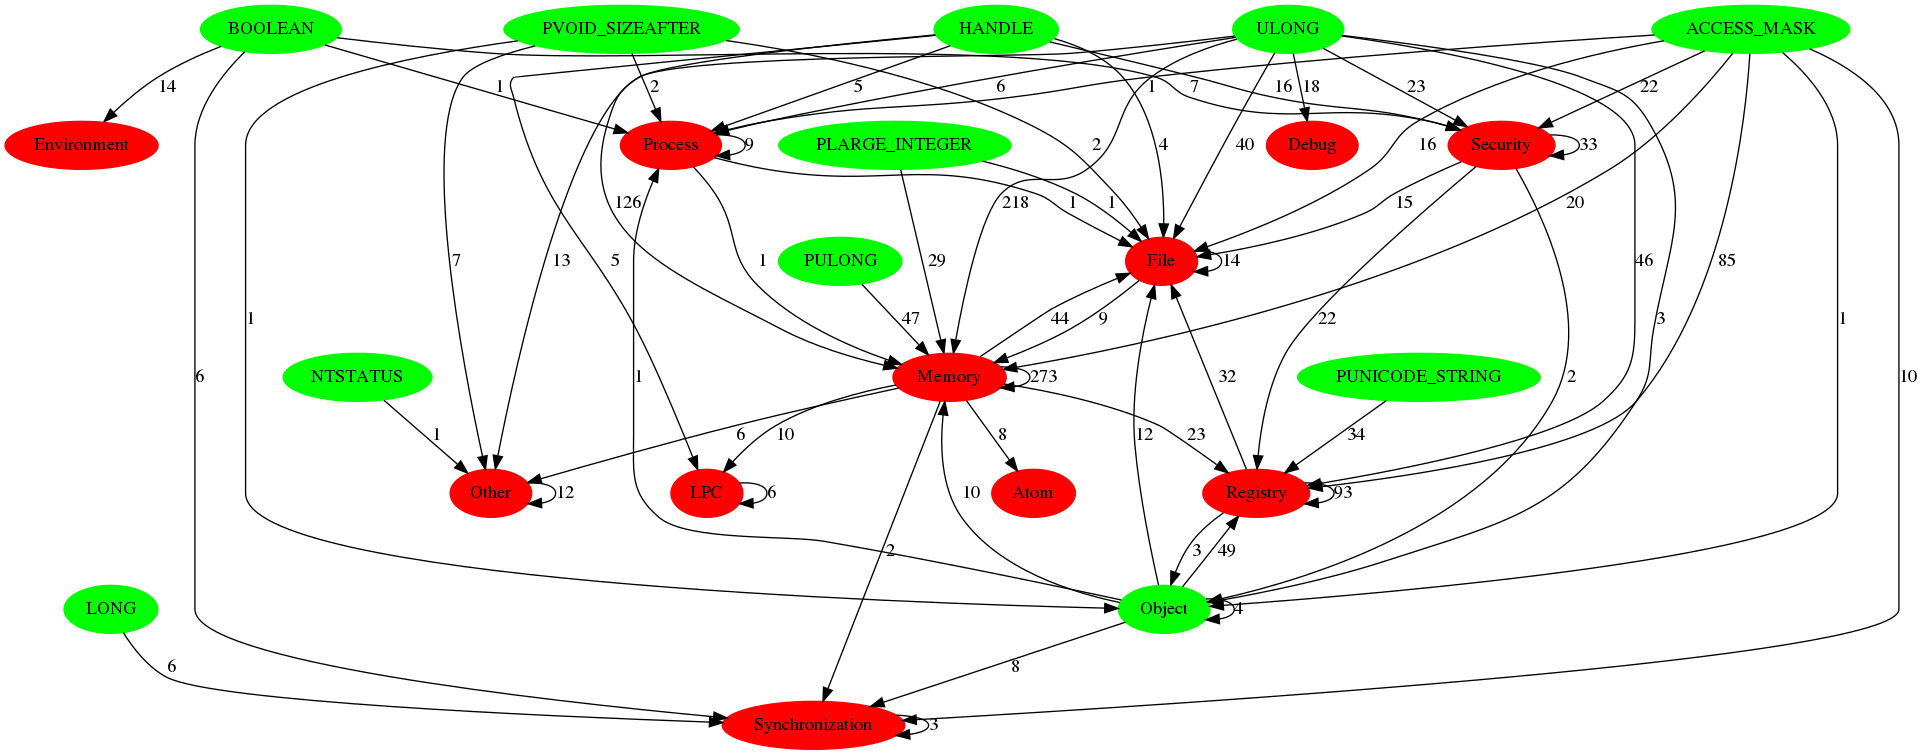 BOOLEAN PVOID_SIZEAFTER HANDLE ULONG ACCESS_MASK
14 1 2 5 6 1 7 16 18 23 22
Environment Process PLARGE_INTEGER Debug Security
9 2 4 40 16 33
126 1 1 218 15 20
1 7 13 5 PULONG 1 29 File 14 46 85
47 44 9 22 3 1
6 NTSTATUS 1 Memory 273 32 PUNICODE_STRING 2 10
1 6 10 8 12 23 34
Other 12 LPC 6 10 Atom Registry 93
2 3 49
LONG Object 4
6 8
Synchronization 3